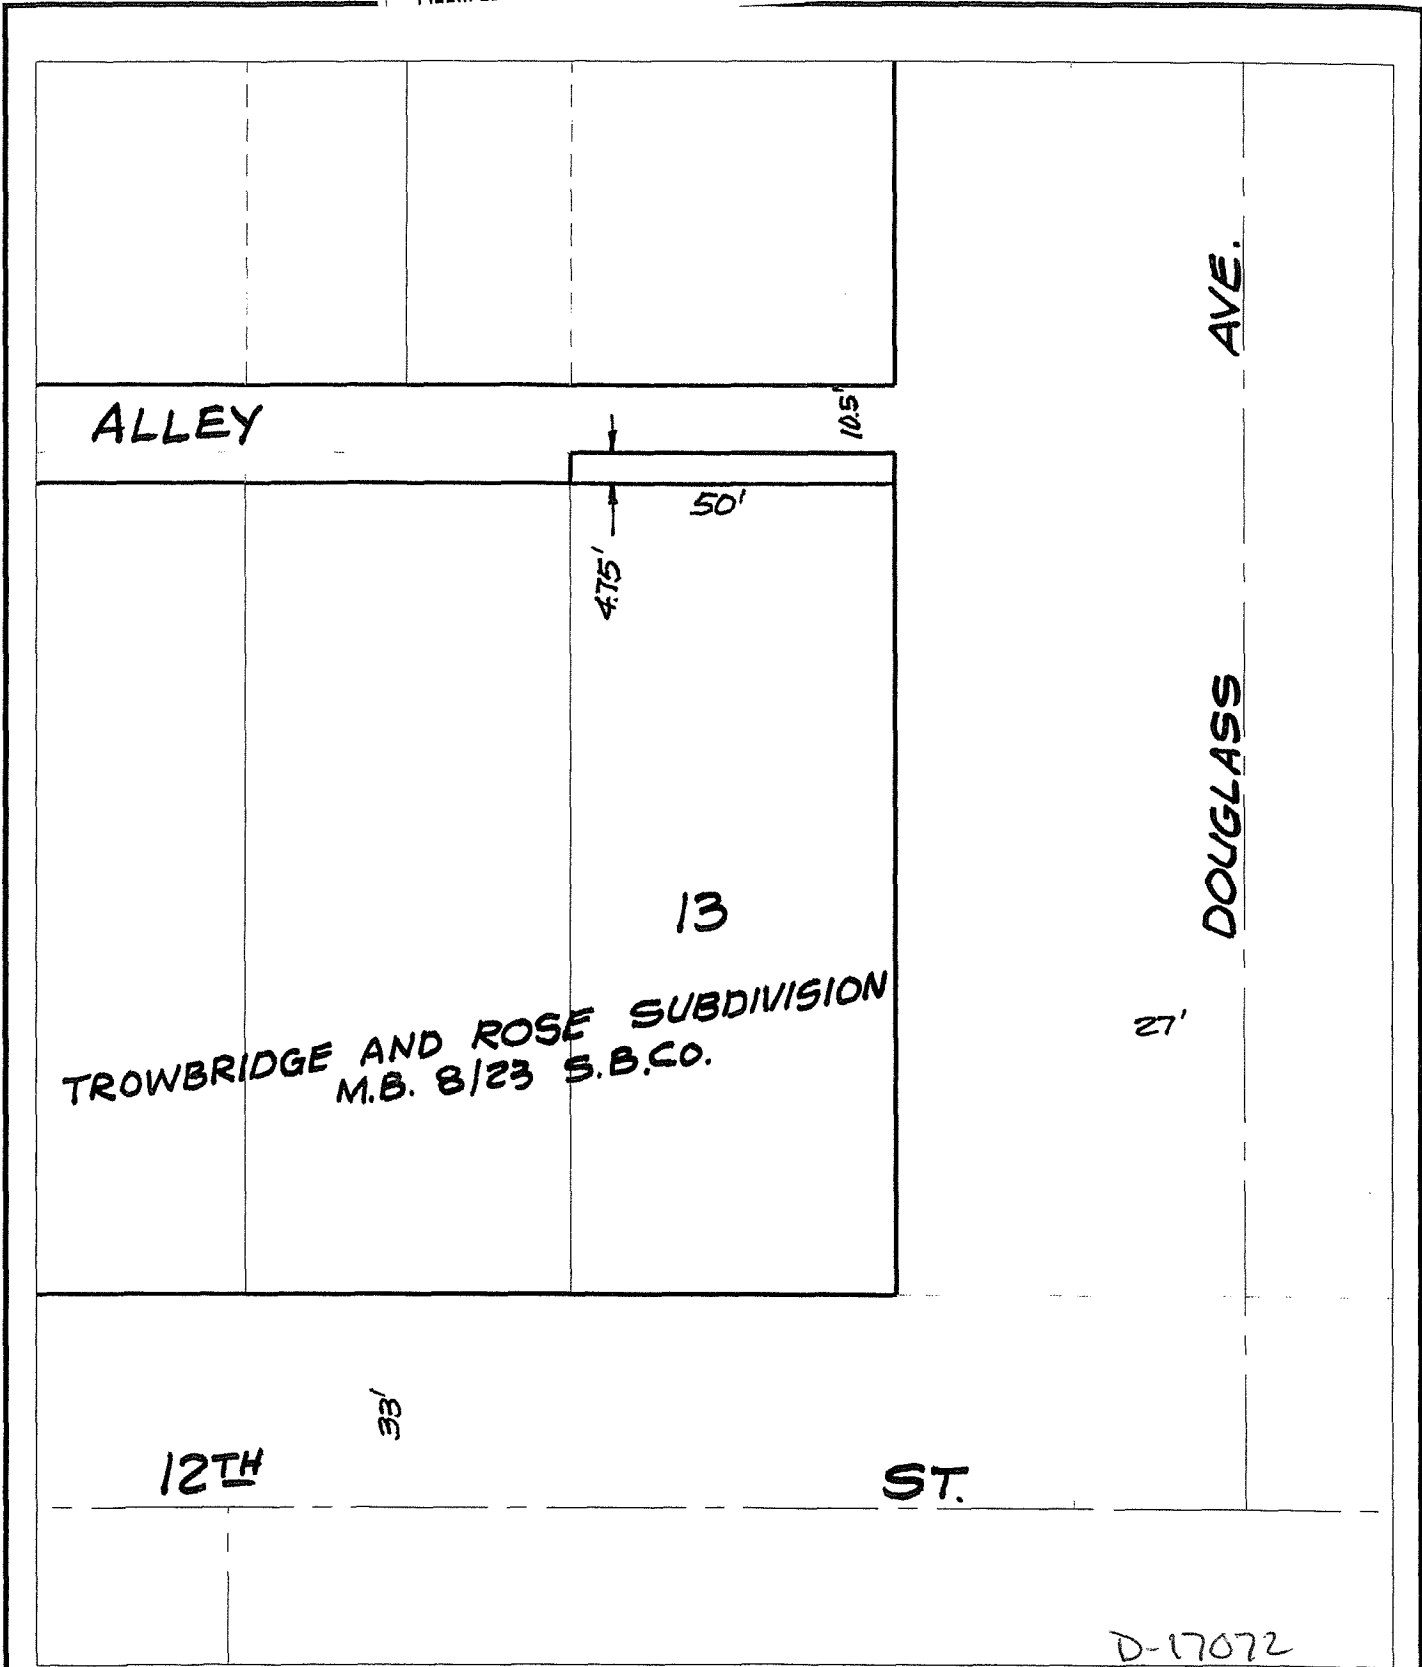 AVE.
ALLEY
10.5'
50'
4.75'
DOUGLASS
13
TROWBRIDGE AND ROSE SUBDIVISION
M.B. 8/23 S.B.Co.
27'
33'
12TH ST.
D-17072